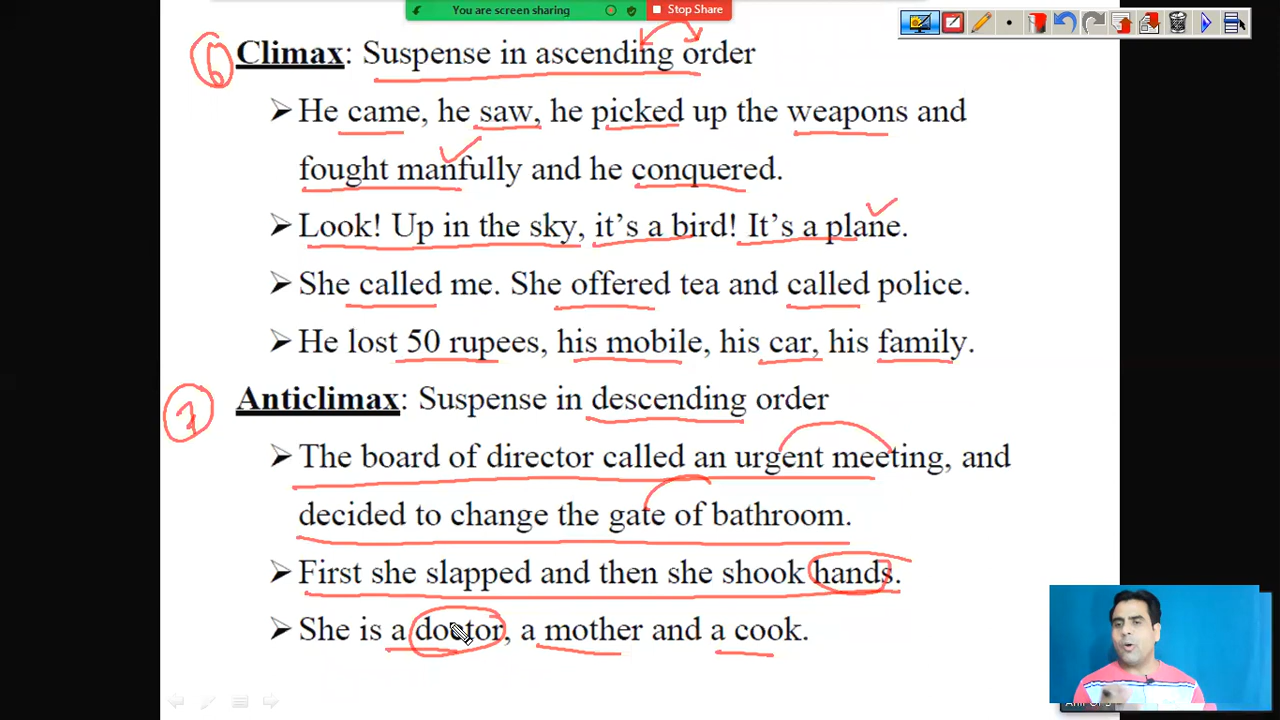 You are screen sharing
Stop Share
6 Climax: Suspense in ascending order
➢ He came, he saw, he picked up the weapons and
fought manfully and he conquered.
➢ Look! Up in the sky, it's a bird! It's a plane.
➢ She called me. She offered tea and called police.
➢ He lost 50 rupees, his mobile, his car, his family.
7 Anticlimax: Suspense in descending order
➢ The board of director called an urgent meeting, and
decided to change the gate of bathroom.
➢ First she slapped and then she shook hands.
➢ She is a doctor, a mother and a cook.